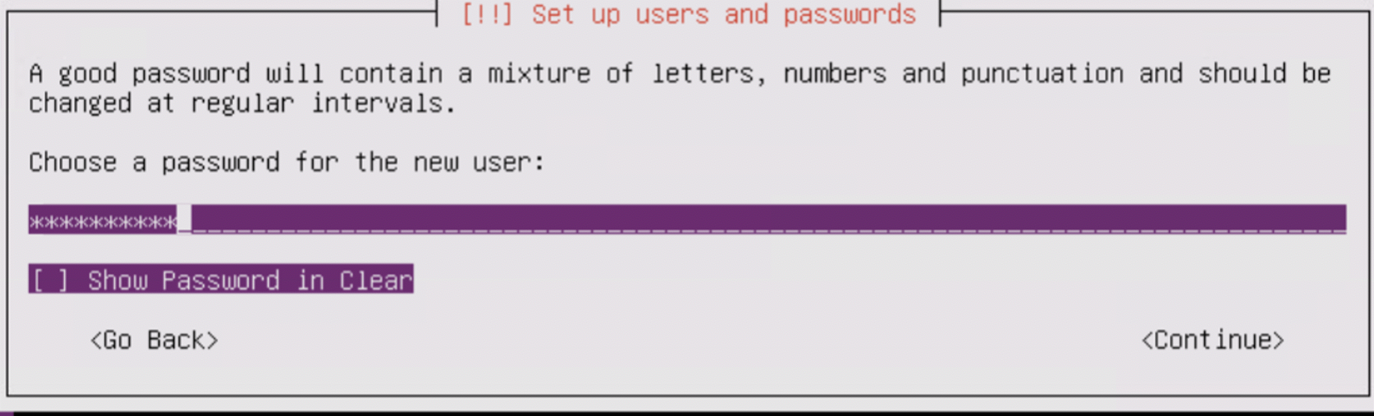 [!!] Set up users and passwords
A good password will contain a mixture of letters, numbers and punctuation and should be
changed at regular intervals.
Choose a password for the new user:
**********
[ ] Show Password in Clear
<Go Back> <Continue>